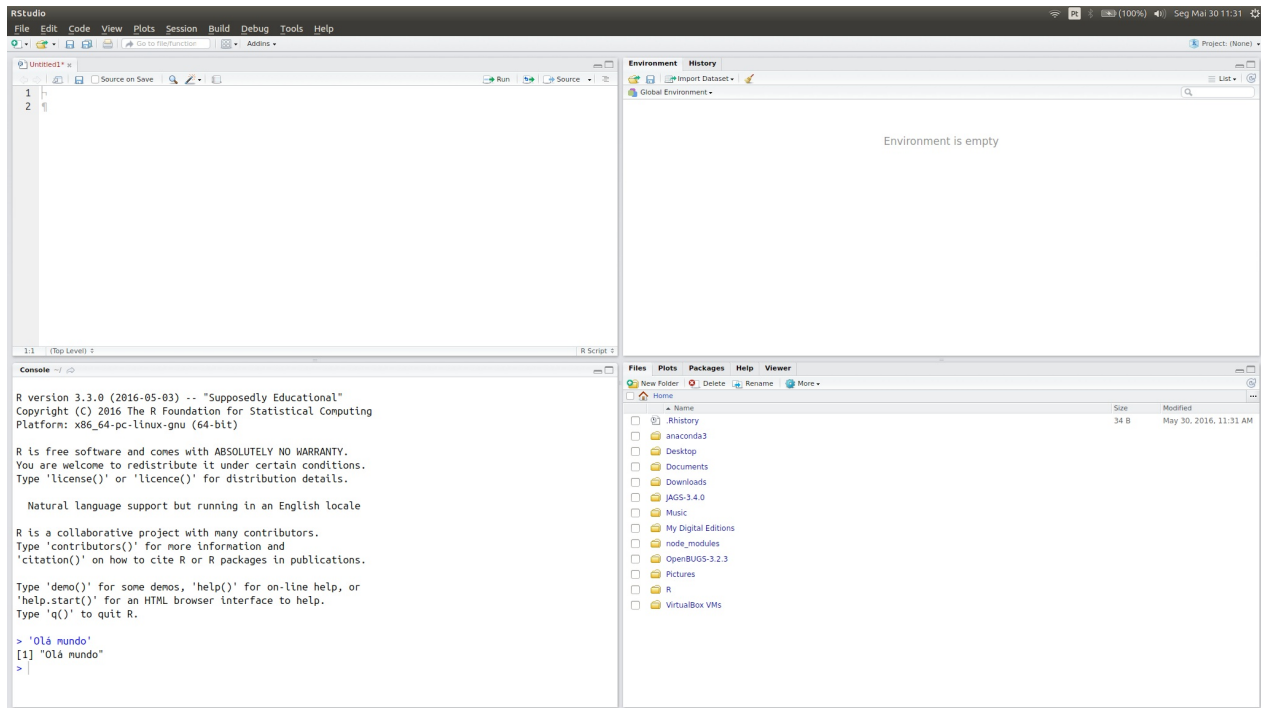 RStudio
(100%) Seg Mai 30 11:31
Pt
File Edit Code View Plots Session Build Debug Tools Help
Go to file/function Addins
Project: (None)
Untitled1*
Source on Save Run Source
1
2
1:1 (Top Level) R Script
Console ~/
R version 3.3.0 (2016-05-03) -- "Supposedly Educational"
Copyright (C) 2016 The R Foundation for Statistical Computing
Platform: x86_64-pc-linux-gnu (64-bit)
R is free software and comes with ABSOLUTELY NO WARRANTY.
You are welcome to redistribute it under certain conditions.
Type 'license()' or 'licence()' for distribution details.
Natural language support but running in an English locale
R is a collaborative project with many contributors.
Type 'contributors()' for more information and
'citation()' on how to cite R or R packages in publications.
Type 'demo()' for some demos, 'help()' for on-line help, or
'help.start()' for an HTML browser interface to help.
Type 'q()' to quit R.
> 'Olá mundo'
[1] "Olá mundo"
>
Environment History
Import Dataset List
Global Environment
Environment is empty
Files Plots Packages Help Viewer
New Folder Delete Rename More
Home
Name Size Modified
.Rhistory 34 B May 30, 2016, 11:31 AM
anaconda3
Desktop
Documents
Downloads
JAGS-3.4.0
Music
My Digital Editions
node_modules
OpenBUGS-3.2.3
Pictures
R
VirtualBox VMs